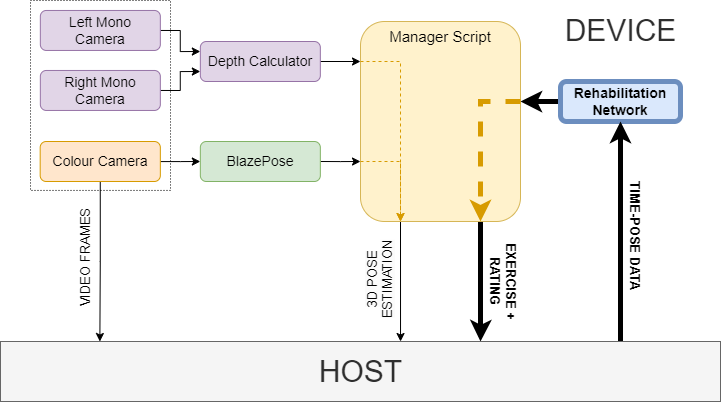 Left Mono
Camera
Right Mono
Camera
Depth Calculator
Manager Script
DEVICE
Rehabilitation
Network
Colour Camera
BlazePose
VIDEO FRAMES
3D POSE
ESTIMATION
EXERCISE +
RATING
TIME-POSE DATA
HOST